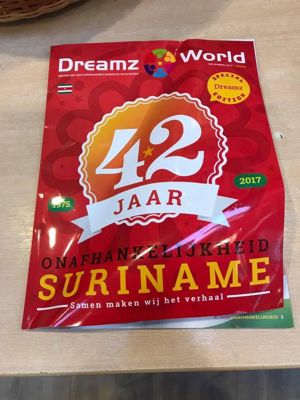 Dreamz World
SPECIAL
Dreamz
EDITION
42
JAAR
1975
2017
ONAFHANKELIJKHEID
SURINAME
Samen maken wij het verhaal